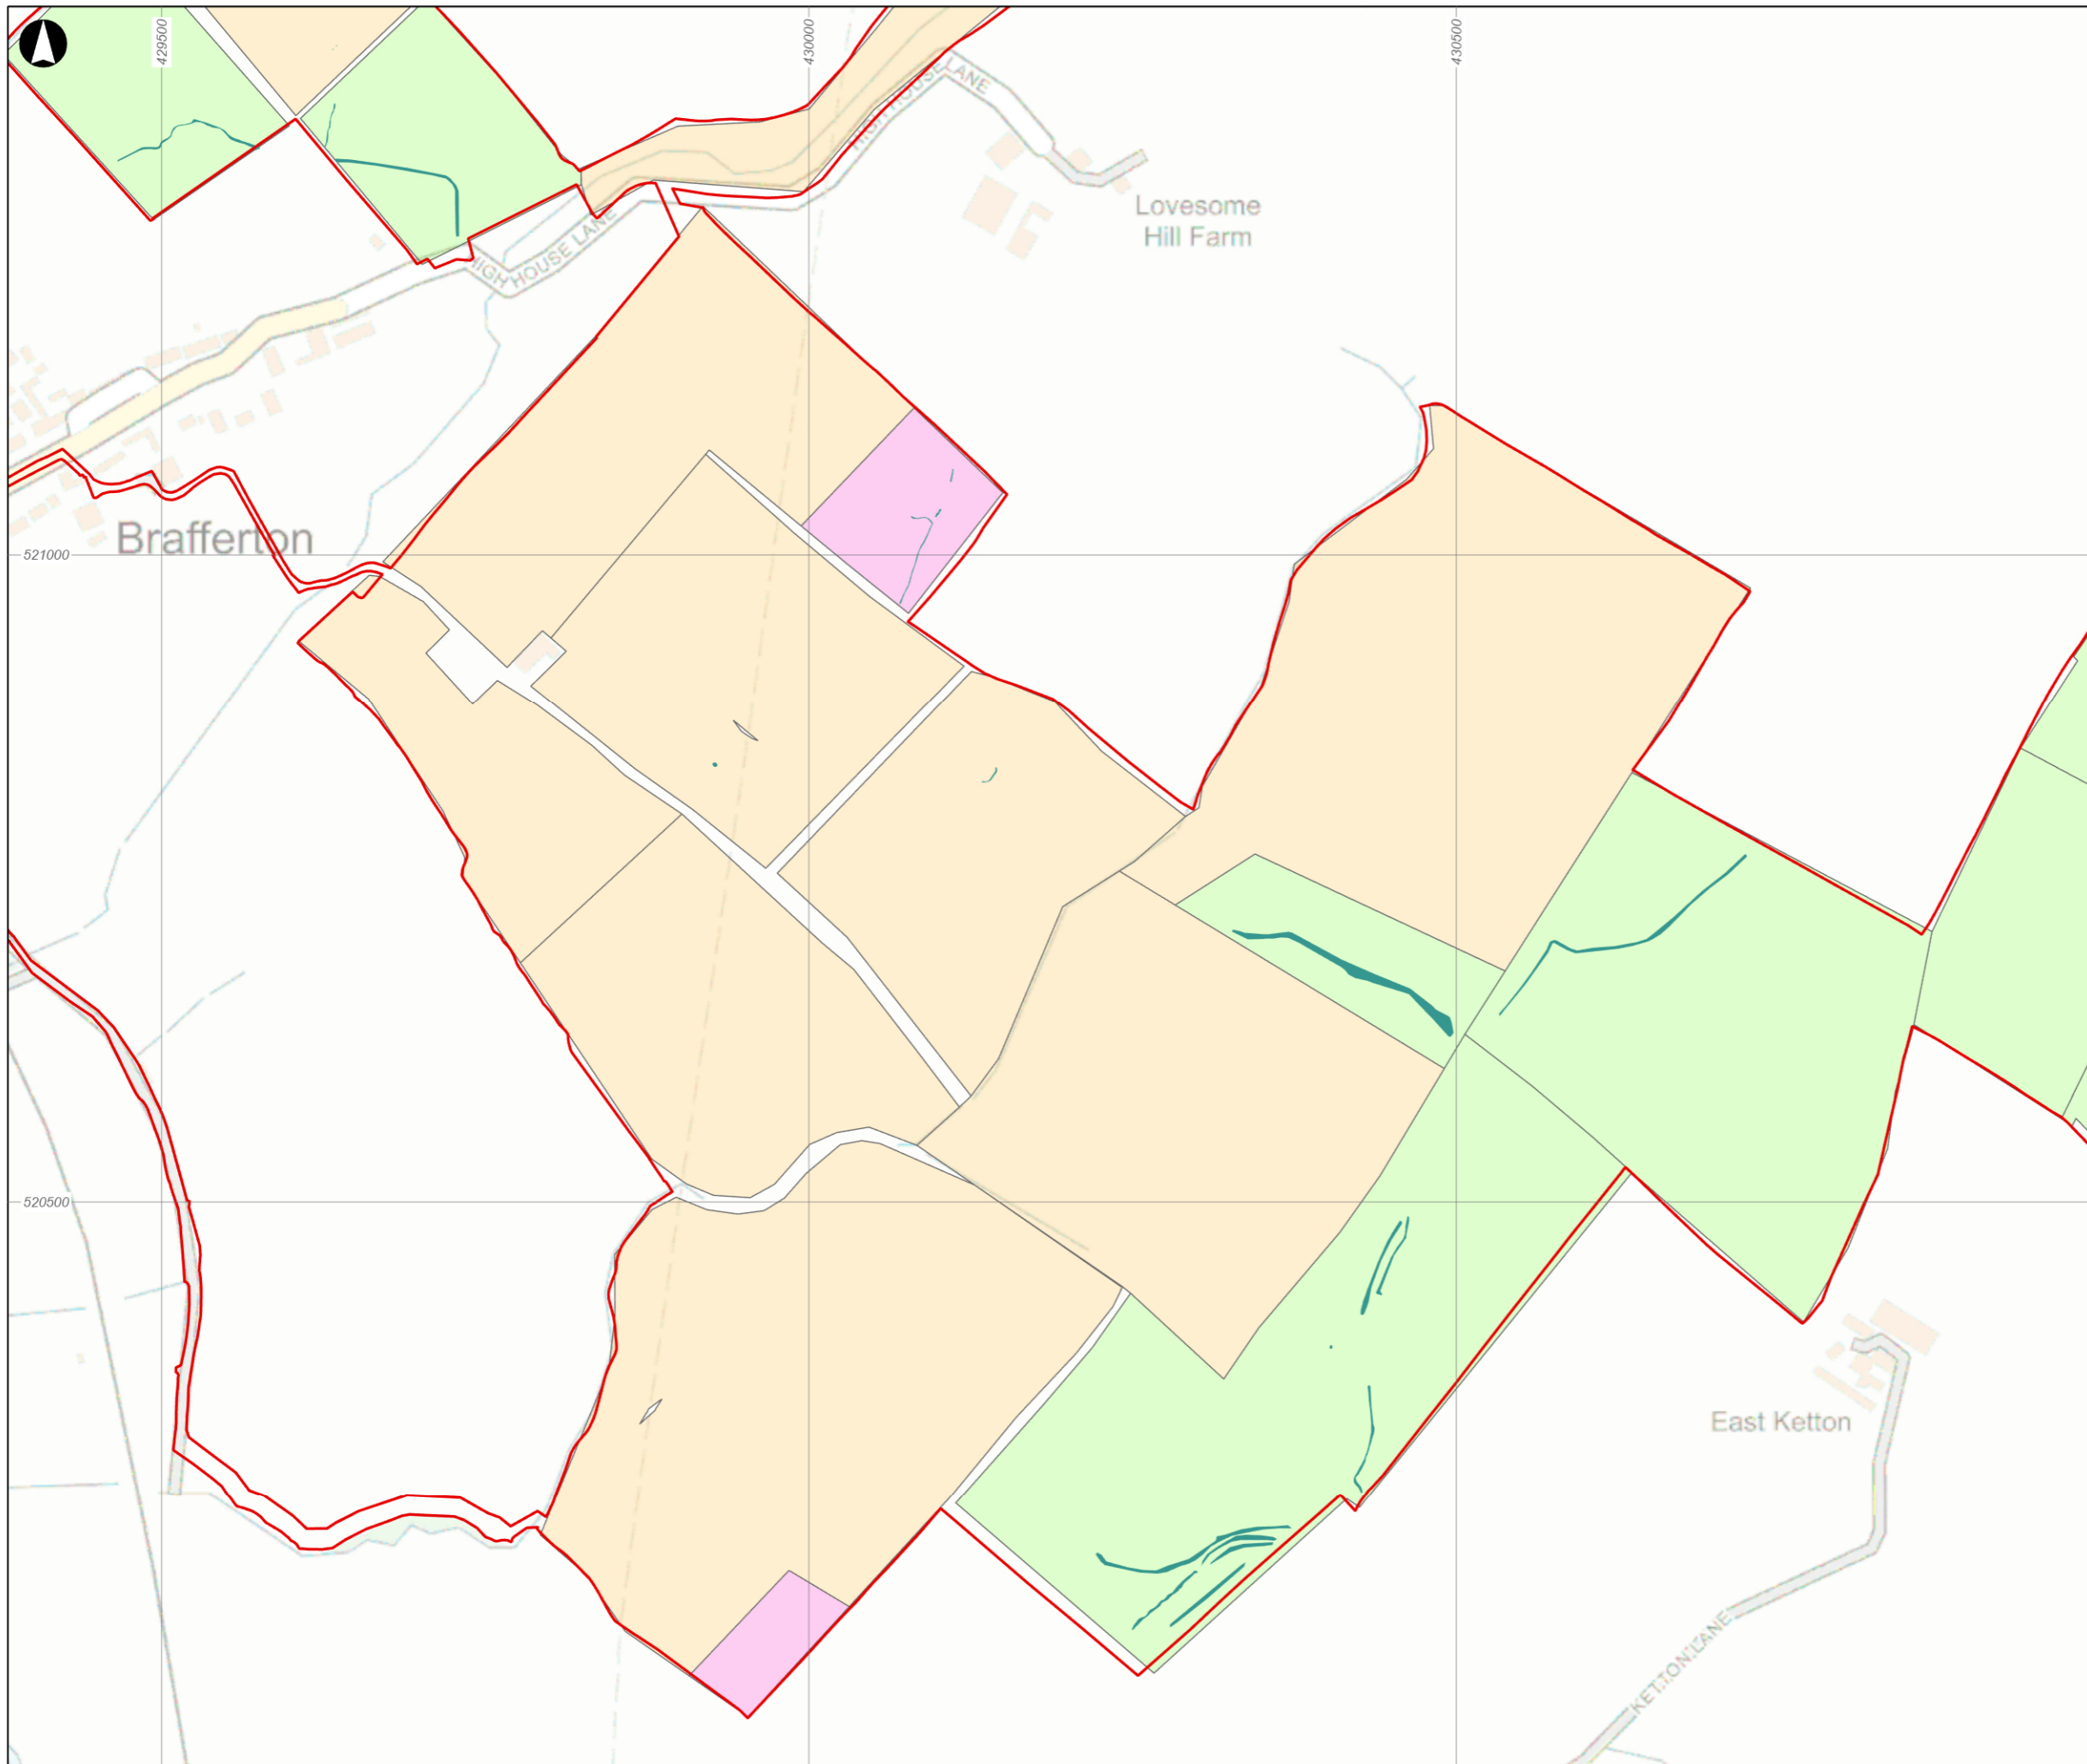 429500
430000
430500
HIGH HOUSE LANE
Lovesome
Hill Farm
HIGH HOUSE LANE
Brafferton
521000
520500
East Ketton
KETTON LANE